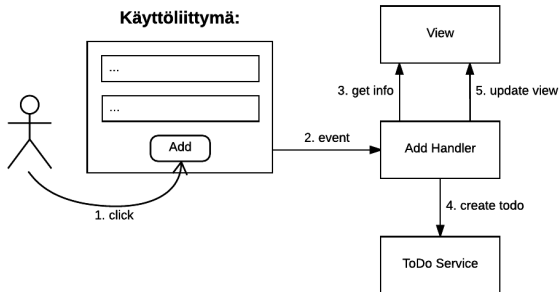 Käyttöliittymä:
View
...
3. get info
5. update view
...
Add
2. event
Add Handler
1. click
4. create todo
ToDo Service